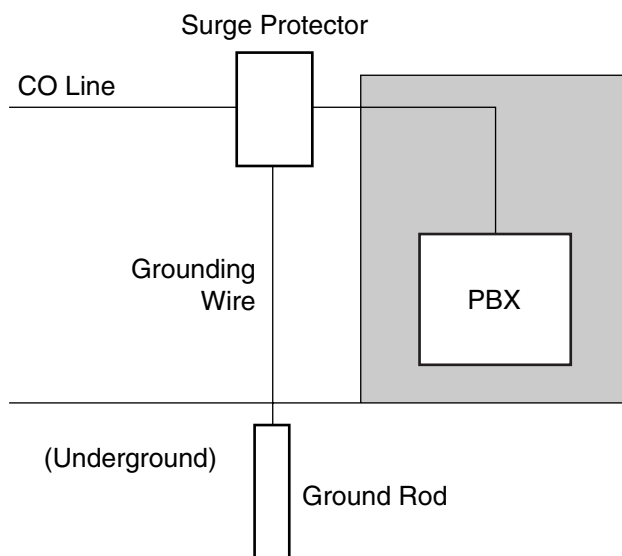 Surge Protector
CO Line
Grounding
Wire
PBX
(Underground)
Ground Rod